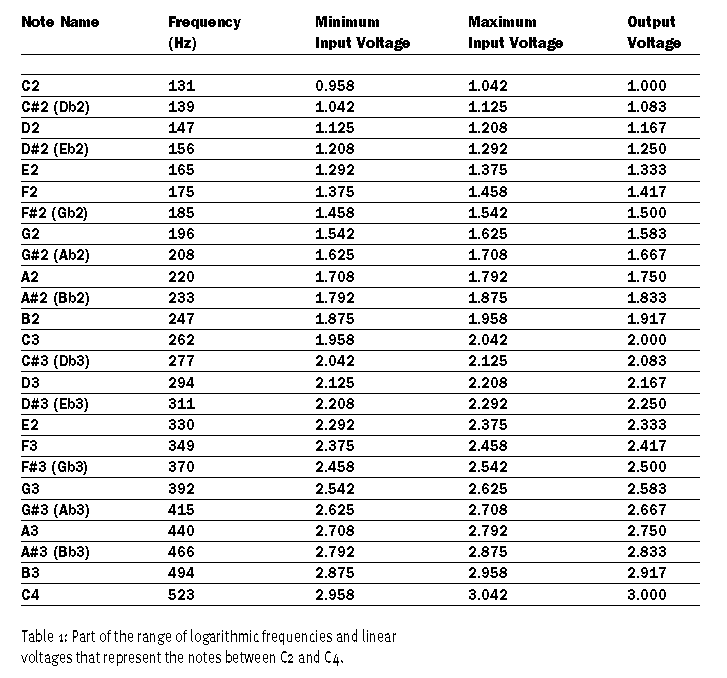 Note Name Frequency (Hz) Minimum Input Voltage Maximum Input Voltage Output Voltage
C2 131 0.958 1.042 1.000
C#2 (Db2) 139 1.042 1.125 1.083
D2 147 1.125 1.208 1.167
D#2 (Eb2) 156 1.208 1.292 1.250
E2 165 1.292 1.375 1.333
F2 175 1.375 1.458 1.417
F#2 (Gb2) 185 1.458 1.542 1.500
G2 196 1.542 1.625 1.583
G#2 (Ab2) 208 1.625 1.708 1.667
A2 220 1.708 1.792 1.750
A#2 (Bb2) 233 1.792 1.875 1.833
B2 247 1.875 1.958 1.917
C3 262 1.958 2.042 2.000
C#3 (Db3) 277 2.042 2.125 2.083
D3 294 2.125 2.208 2.167
D#3 (Eb3) 311 2.208 2.292 2.250
E2 330 2.292 2.375 2.333
F3 349 2.375 2.458 2.417
F#3 (Gb3) 370 2.458 2.542 2.500
G3 392 2.542 2.625 2.583
G#3 (Ab3) 415 2.625 2.708 2.667
A3 440 2.708 2.792 2.750
A#3 (Bb3) 466 2.792 2.875 2.833
B3 494 2.875 2.958 2.917
C4 523 2.958 3.042 3.000
Table 1: Part of the range of logarithmic frequencies and linear
voltages that represent the notes between C2 and C4.